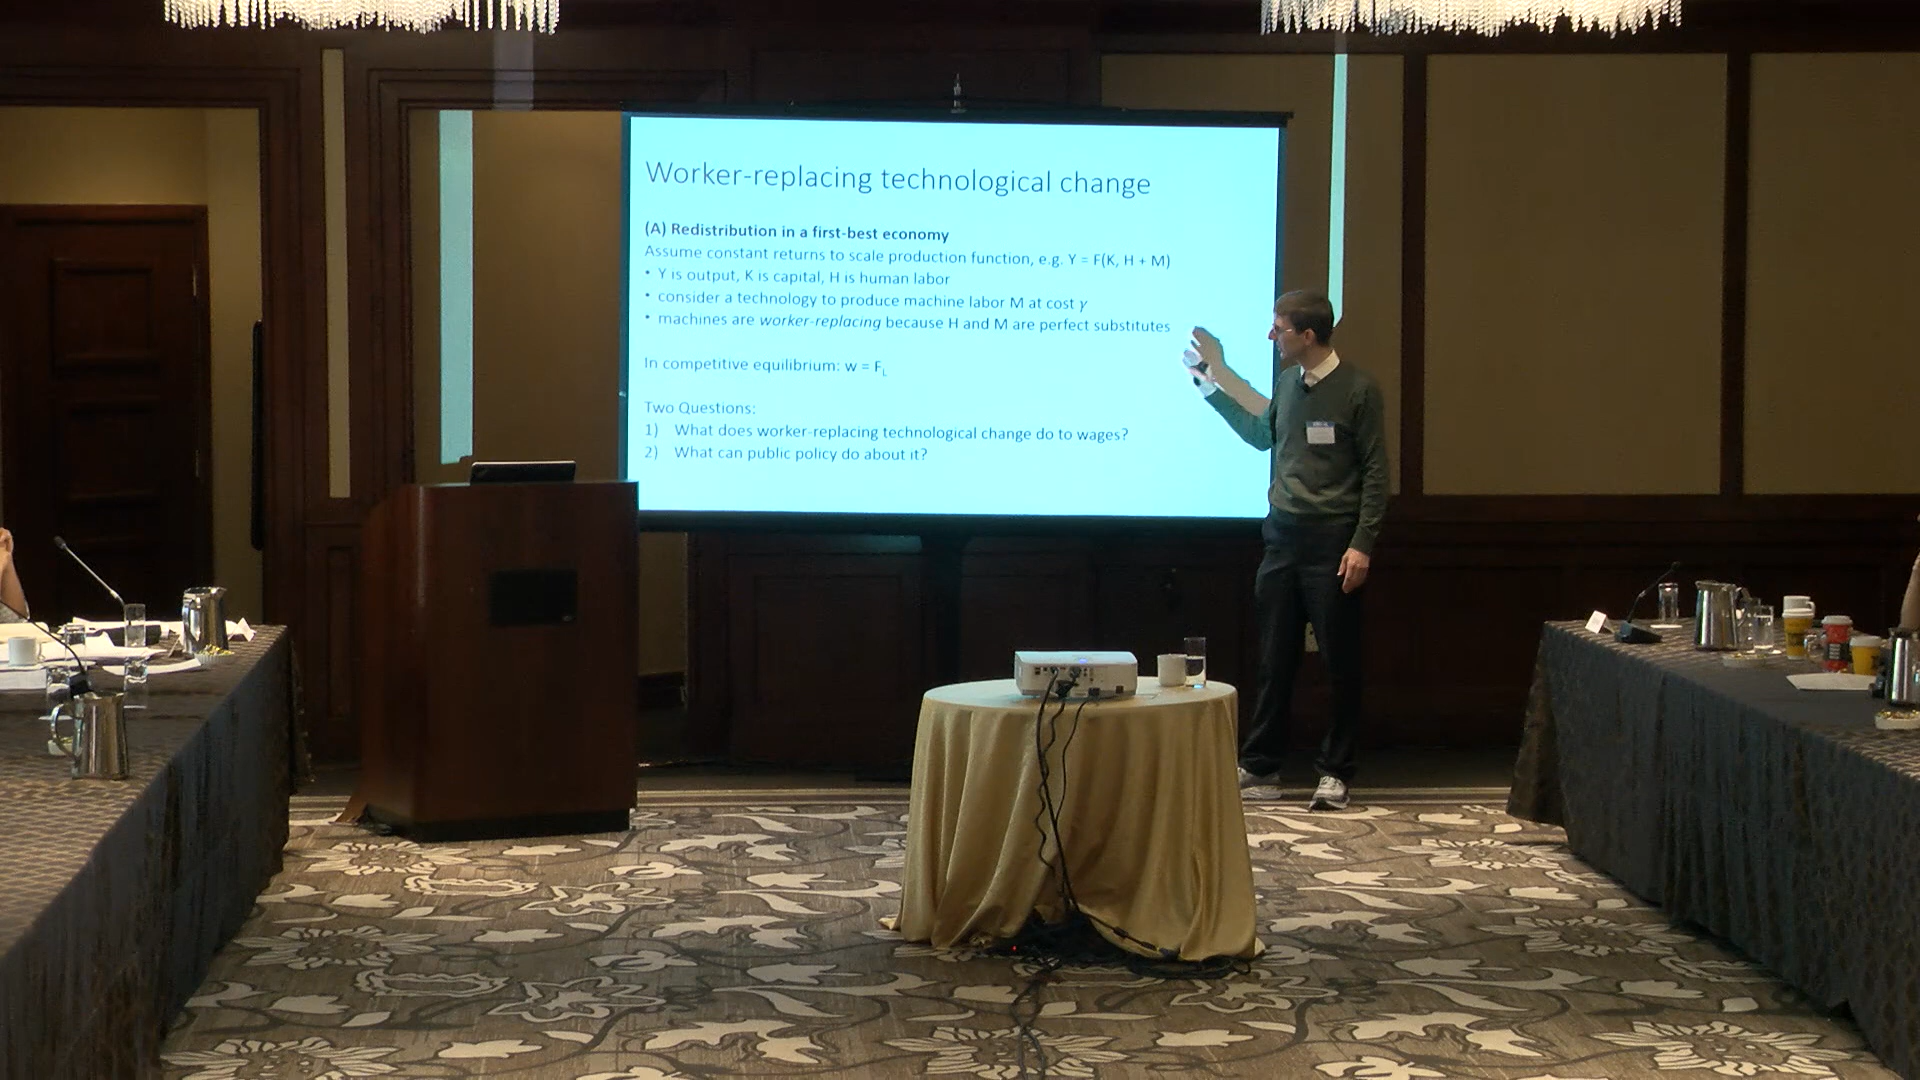 Worker-replacing technological change
(A) Redistribution in a first-best economy
Assume constant returns to scale production function, e.g. Y = F(K, H + M)
• Y is output, K is capital, H is human labor
• consider a technology to produce machine labor M at cost γ
• machines are worker-replacing because H and M are perfect substitutes
In competitive equilibrium: w = F_L
Two Questions:
1) What does worker-replacing technological change do to wages?
2) What can public policy do about it?